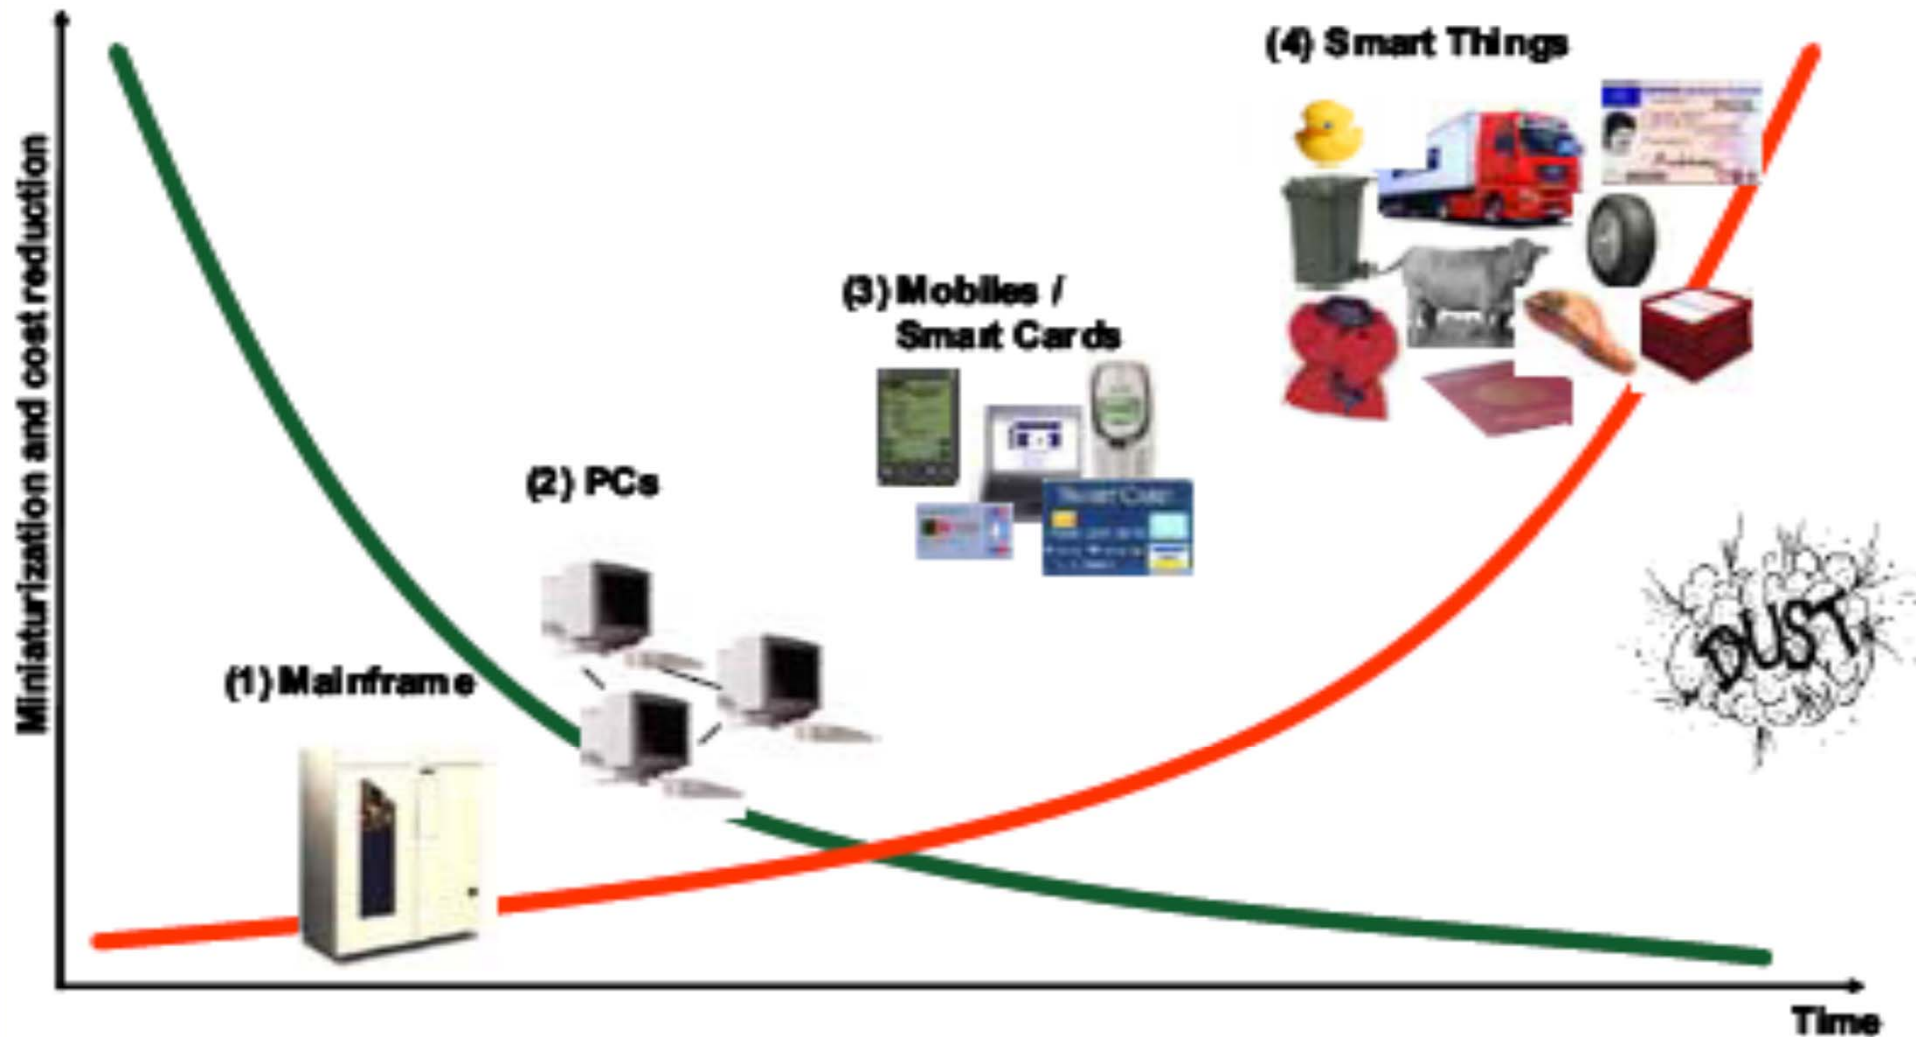 (4) Smart Things
(3) Mobiles /
Smart Cards
(2) PCs
(1) Mainframe
DUST
Miniaturization and cost reduction
Time